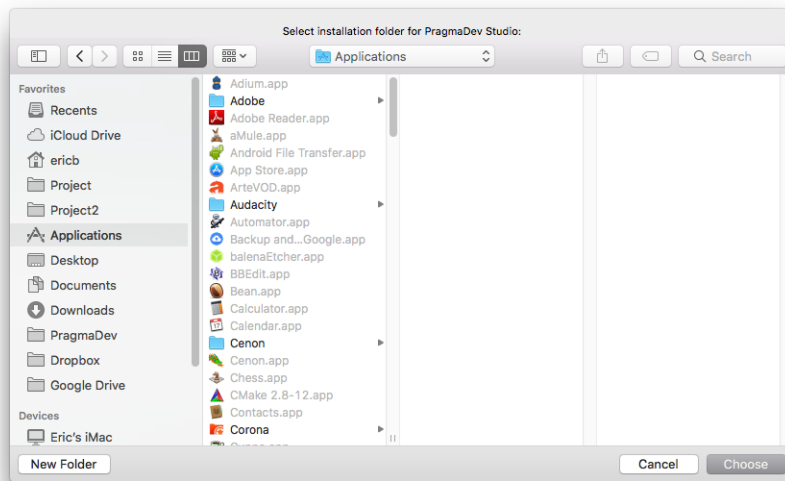 Select installation folder for PragmaDev Studio:
Applications
Search
Favorites
Recents
iCloud Drive
ericb
Project
Project2
Applications
Desktop
Documents
Downloads
PragmaDev
Dropbox
Google Drive
Devices
Eric's iMac
Adium.app
Adobe
Adobe Reader.app
aMule.app
Android File Transfer.app
App Store.app
ArteVOD.app
Audacity
Automator.app
Backup and...Google.app
balenaEtcher.app
BBEdit.app
Bean.app
Calculator.app
Calendar.app
Cenon
Cenon.app
Chess.app
CMake 2.8-12.app
Contacts.app
Corona
New Folder
Cancel
Choose